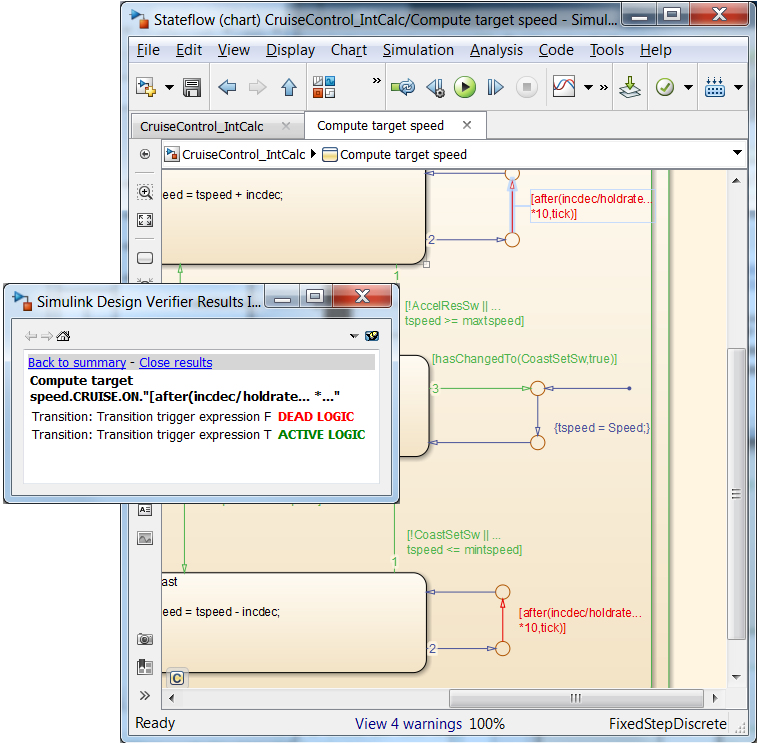 Stateflow (chart) CruiseControl_IntCalc/Compute target speed - Simul...
File Edit View Display Chart Simulation Analysis Code Tools Help
» »
CruiseControl_IntCalc Compute target speed
CruiseControl_IntCalc Compute target speed
eed = tspeed + incdec;
[after(incdec/holdrate...
*10,tick)]
2
1
[!AccelResSw || ...
tspeed >= maxtspeed]
[hasChangedTo(CoastSetSw,true)]
3
{tspeed = Speed;}
Simulink Design Verifier Results I...
Back to summary - Close results
Compute target
speed.CRUISE.ON."[after(incdec/holdrate... *..."
Transition: Transition trigger expression F DEAD LOGIC
Transition: Transition trigger expression T ACTIVE LOGIC
[!CoastSetSw || ...
tspeed <= mintspeed]
1
ast
eed = tspeed - incdec;
[after(incdec/holdrate...
*10,tick)]
2
C
»
Ready View 4 warnings 100% FixedStepDiscrete